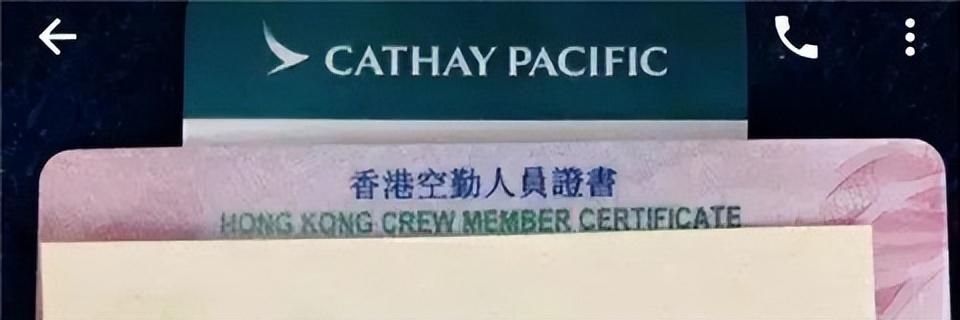 CATHAY PACIFIC
香港空勤人員證書
HONG KONG CREW MEMBER CERTIFICATE